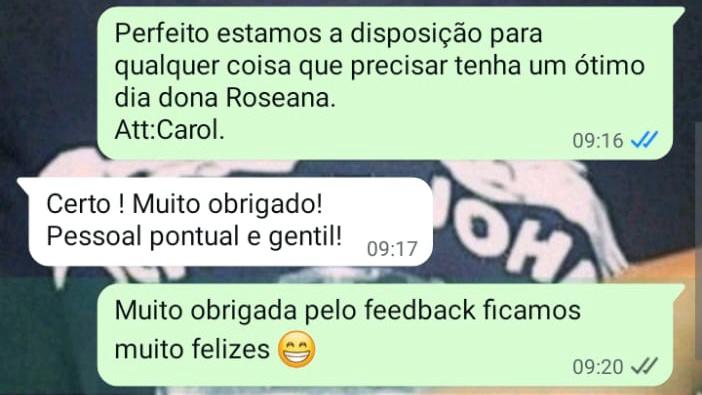 Perfeito estamos a disposição para
qualquer coisa que precisar tenha um ótimo
dia dona Roseana.
Att:Carol.
09:16
Certo ! Muito obrigado!
Pessoal pontual e gentil!
09:17
Muito obrigada pelo feedback ficamos
muito felizes 😁
09:20